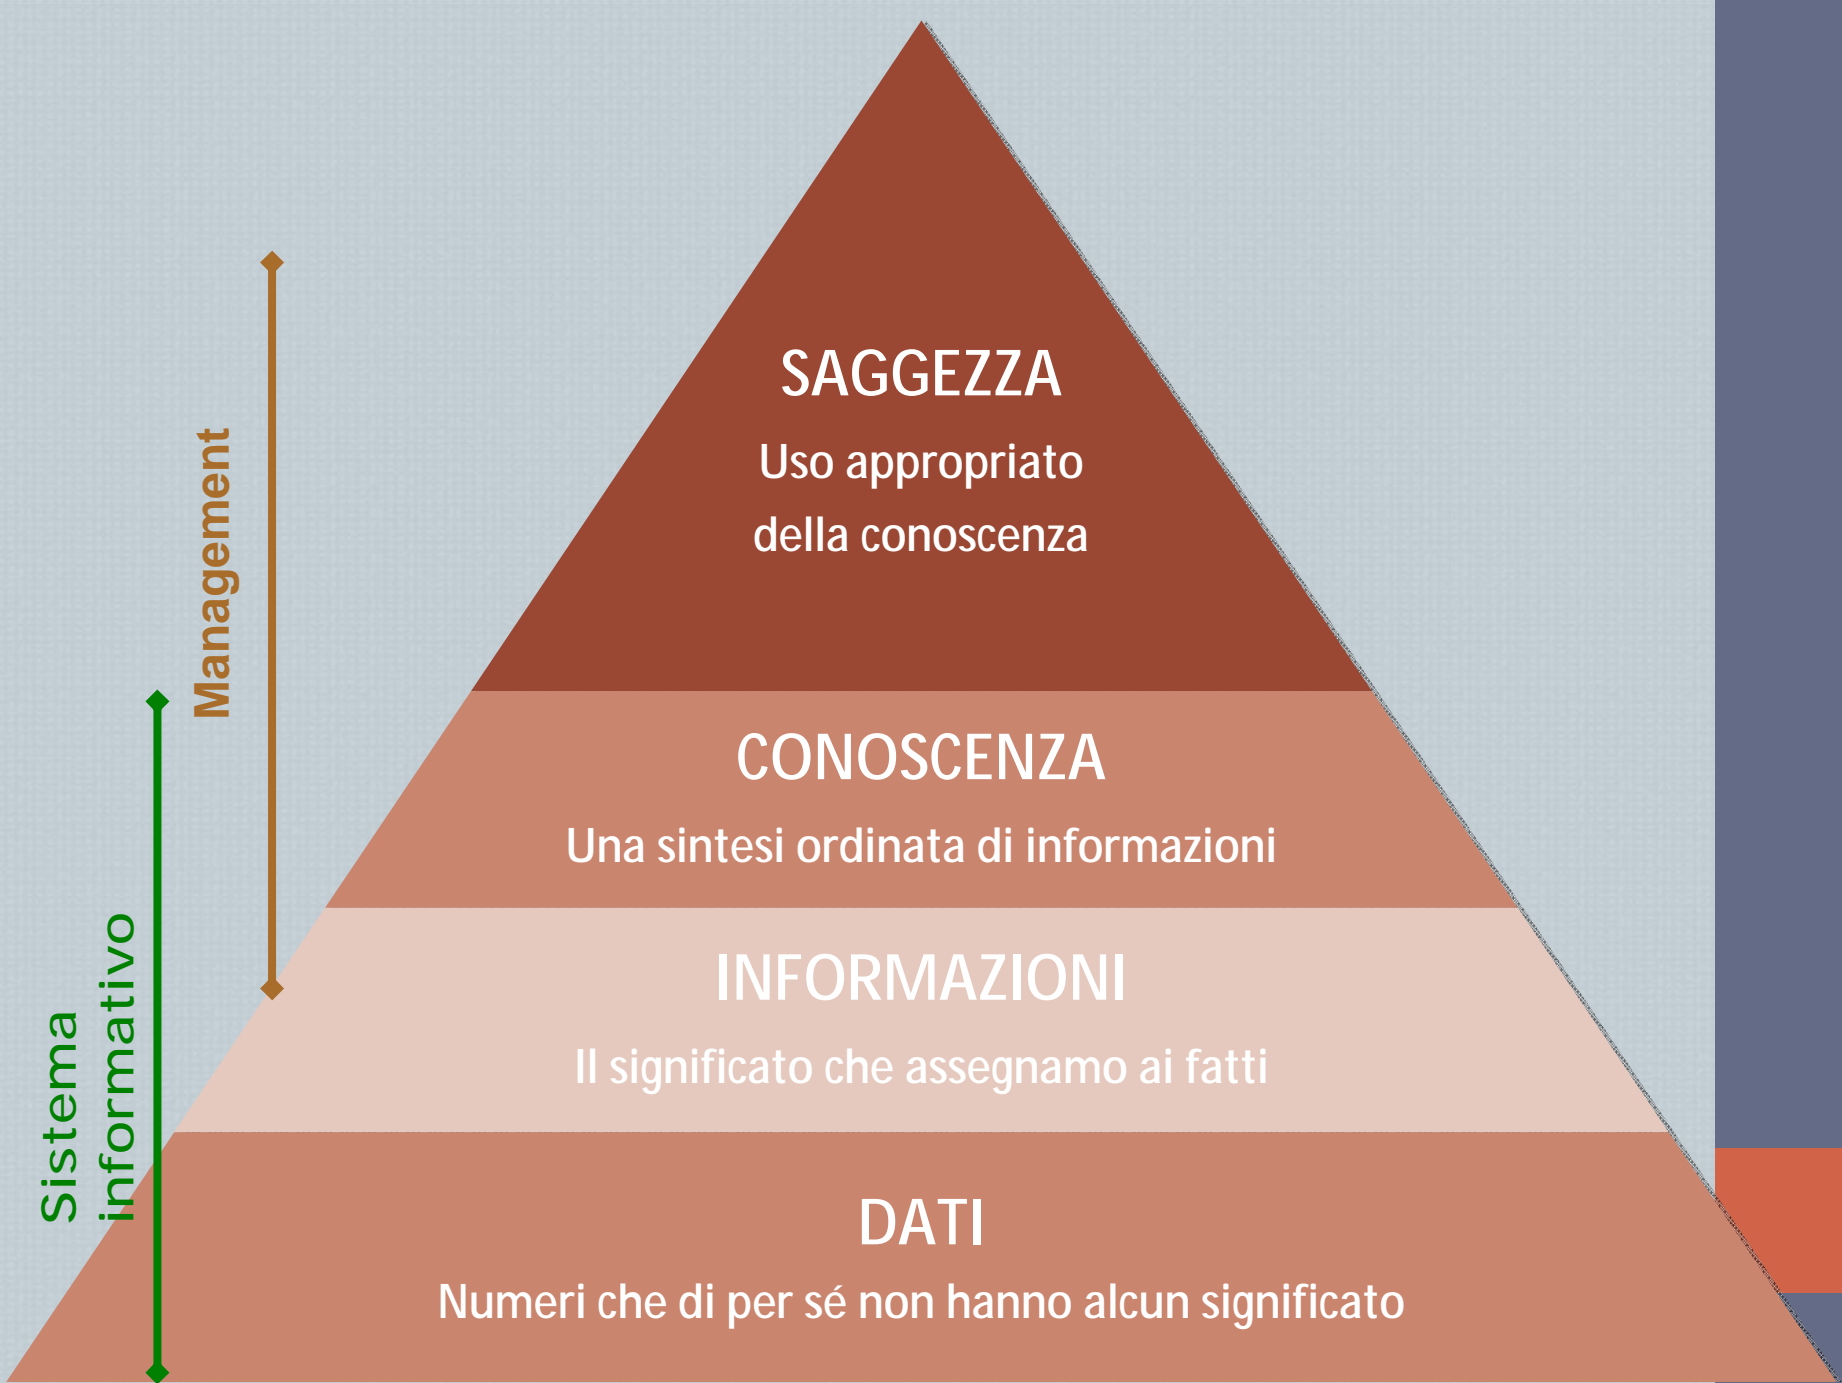 SAGGEZZA
Uso appropriato
della conoscenza
Management
CONOSCENZA
Una sintesi ordinata di informazioni
INFORMAZIONI
Il significato che assegnamo ai fatti
Sistema
informativo
DATI
Numeri che di per sé non hanno alcun significato